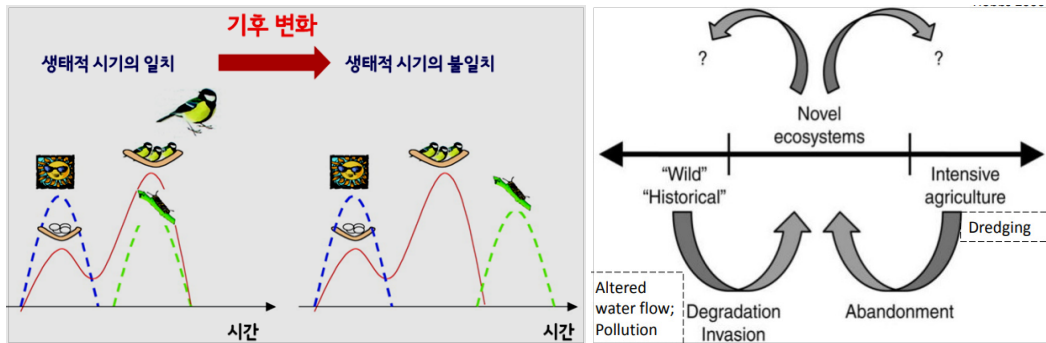 기후 변화
생태적 시기의 일치
생태적 시기의 불일치
시간
시간
?
?
Novel
ecosystems
“Wild”
“Historical”
Intensive
agriculture
Dredging
Altered
water flow;
Pollution
Degradation
Invasion
Abandonment